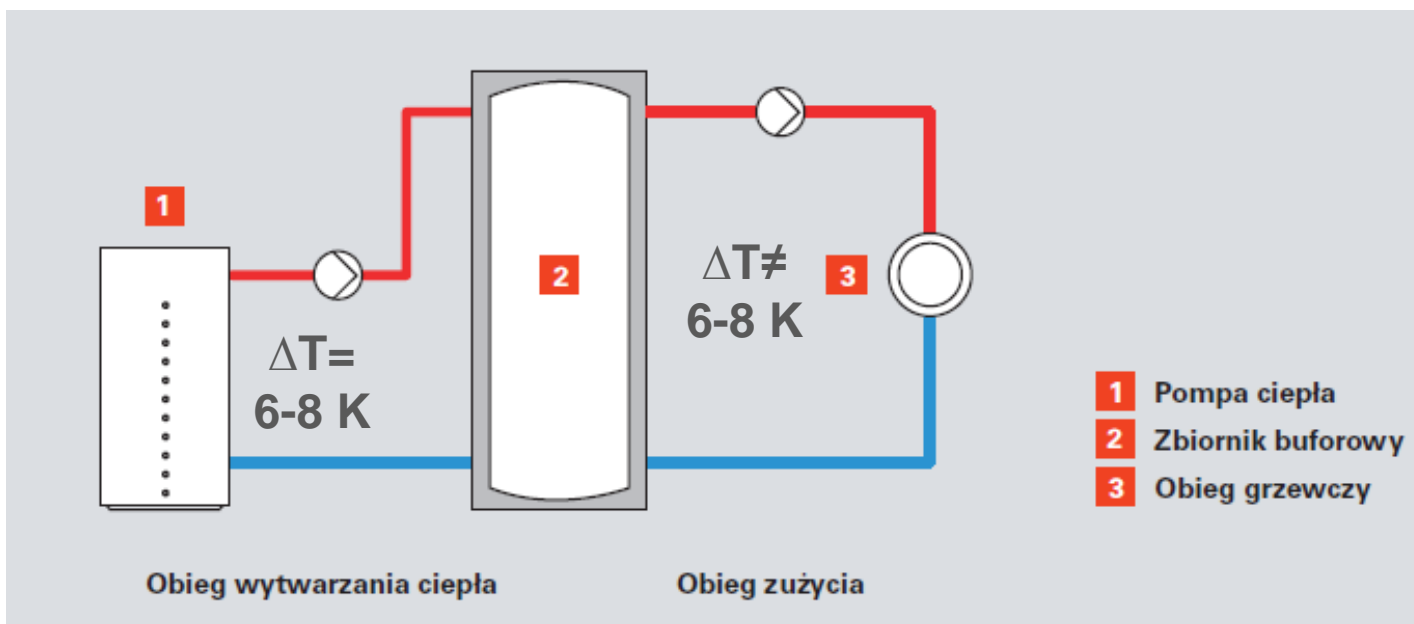 1
2
ΔT≠
6-8 K
3
ΔT=
6-8 K
1 Pompa ciepła
2 Zbiornik buforowy
3 Obieg grzewczy
Obieg wytwarzania ciepła
Obieg zużycia